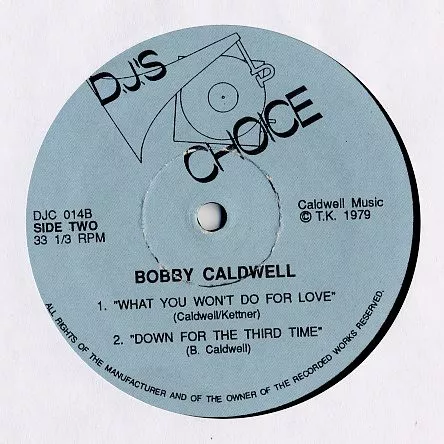 D.J.'S
CHOICE
DJC 014B
SIDE TWO
33 1/3 RPM
Caldwell Music
© T.K. 1979
BOBBY CALDWELL
1. "WHAT YOU WON'T DO FOR LOVE"
(Caldwell/Kettner)
2. "DOWN FOR THE THIRD TIME"
(B. Caldwell)
ALL RIGHTS OF THE MANUFACTURER AND OF THE OWNER OF THE RECORDED WORKS RESERVED.